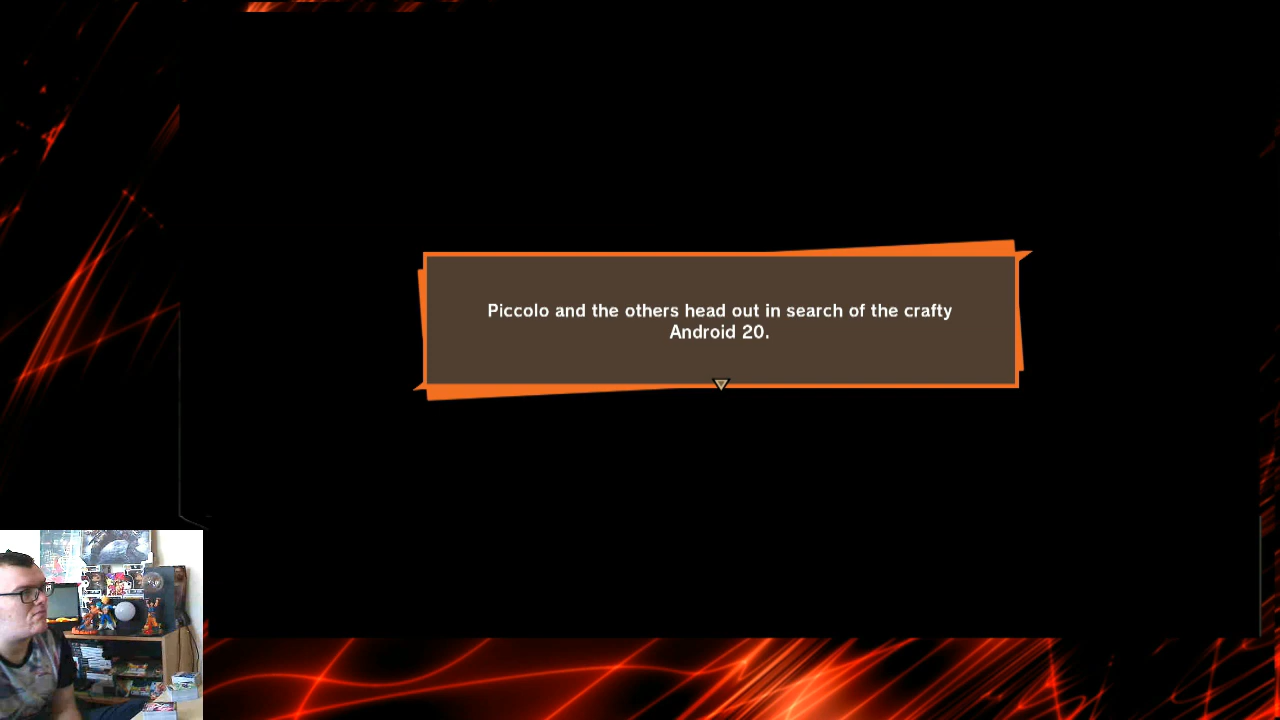 Piccolo and the others head out in search of the crafty
Android 20.